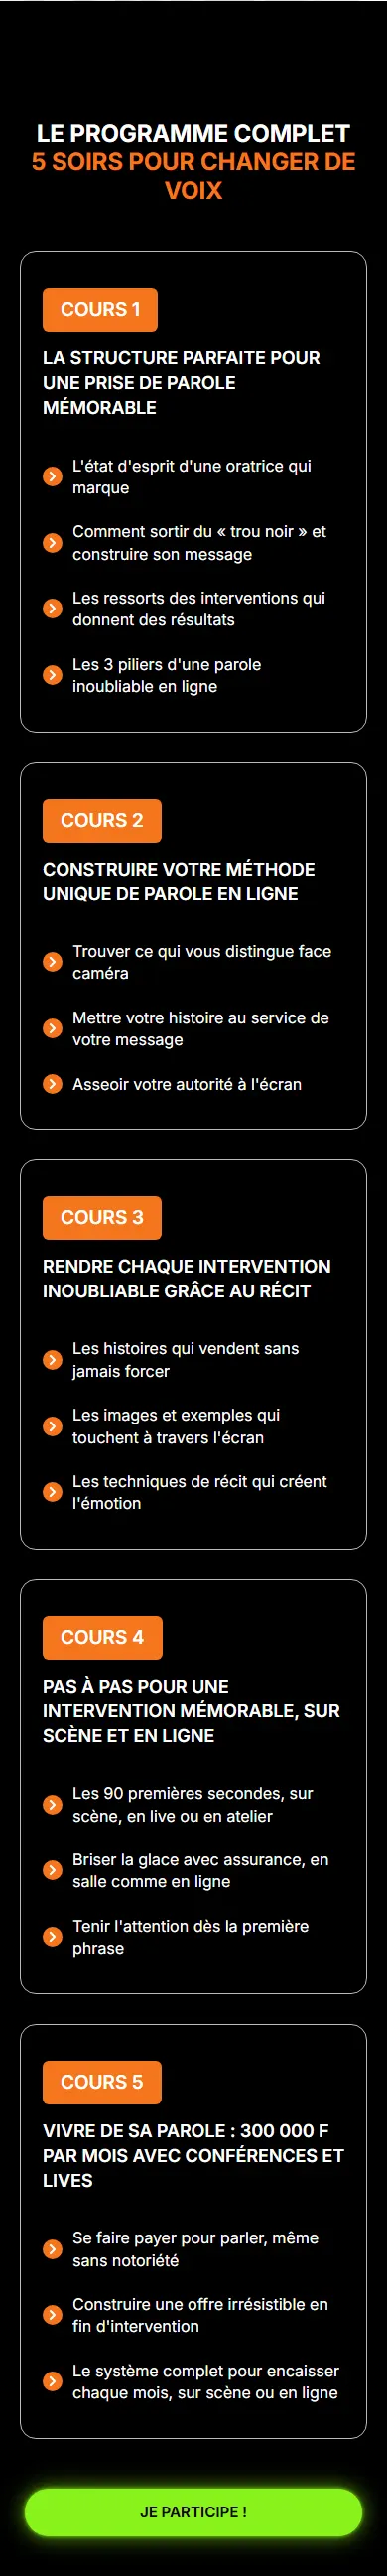 LE PROGRAMME COMPLET
5 SOIRS POUR CHANGER DE
VOIX
COURS 1
LA STRUCTURE PARFAITE POUR
UNE PRISE DE PAROLE
MÉMORABLE
L'état d'esprit d'une oratrice qui
marque
Comment sortir du « trou noir » et
construire son message
Les ressorts des interventions qui
donnent des résultats
Les 3 piliers d'une parole
inoubliable en ligne
COURS 2
CONSTRUIRE VOTRE MÉTHODE
UNIQUE DE PAROLE EN LIGNE
Trouver ce qui vous distingue face
caméra
Mettre votre histoire au service de
votre message
Asseoir votre autorité à l'écran
COURS 3
RENDRE CHAQUE INTERVENTION
INOUBLIABLE GRÂCE AU RÉCIT
Les histoires qui vendent sans
jamais forcer
Les images et exemples qui
touchent à travers l'écran
Les techniques de récit qui créent
l'émotion
COURS 4
PAS À PAS POUR UNE
INTERVENTION MÉMORABLE, SUR
SCÈNE ET EN LIGNE
Les 90 premières secondes, sur
scène, en live ou en atelier
Briser la glace avec assurance, en
salle comme en ligne
Tenir l'attention dès la première
phrase
COURS 5
VIVRE DE SA PAROLE : 300 000 F
PAR MOIS AVEC CONFÉRENCES ET
LIVES
Se faire payer pour parler, même
sans notoriété
Construire une offre irrésistible en
fin d'intervention
Le système complet pour encaisser
chaque mois, sur scène ou en ligne
JE PARTICIPE !